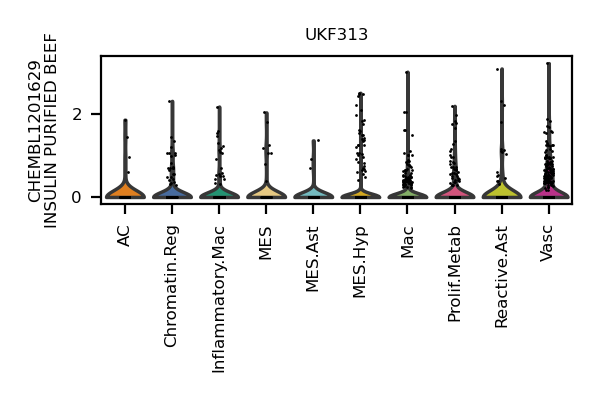 UKF313
CHEMBL1201629
INSULIN PURIFIED BEEF
2
0
AC
Chromatin.Reg
Inflammatory.Mac
MES
MES.Ast
MES.Hyp
Mac
Prolif.Metab
Reactive.Ast
Vasc